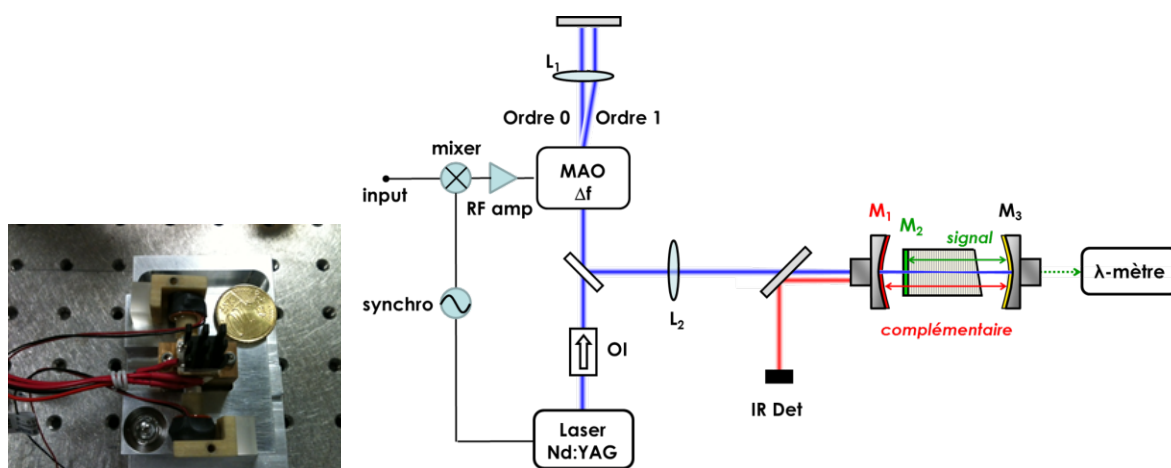 L1
Ordre 0
Ordre 1
mixer
MAO
Δf
input
RF amp
M1
M2
M3
signal
λ-mètre
synchro
L2
complémentaire
OI
IR Det
Laser
Nd:YAG